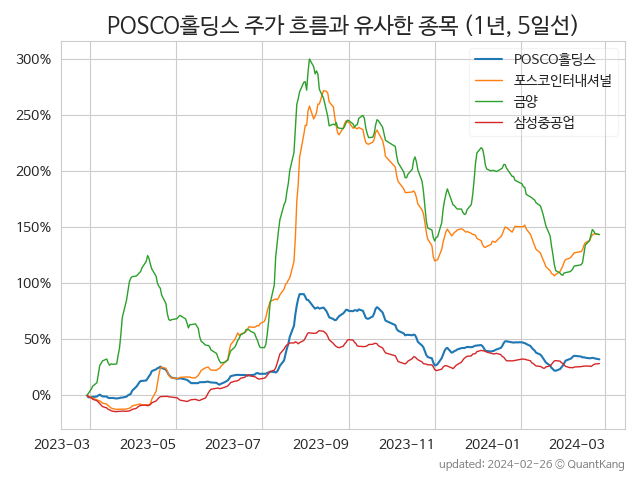 POSCO홀딩스 주가 흐름과 유사한 종목 (1년, 5일선)
POSCO홀딩스
포스코인터내셔널
금양
삼성중공업
300%
250%
200%
150%
100%
50%
0%
2023-03 2023-05 2023-07 2023-09 2023-11 2024-01 2024-03
updated: 2024-02-26 © QuantKang